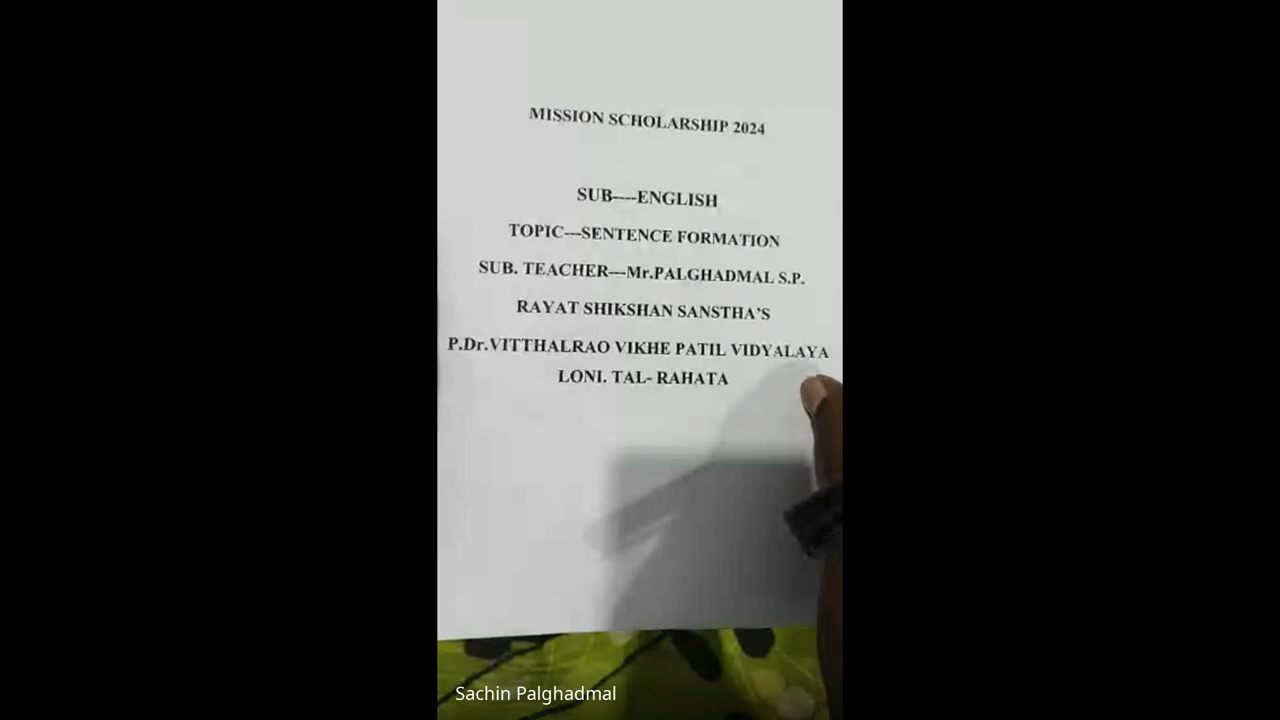 MISSION SCHOLARSHIP 2024
SUB----ENGLISH
TOPIC---SENTENCE FORMATION
SUB. TEACHER---Mr.PALGHADMAL S.P.
RAYAT SHIKSHAN SANSTHA'S
P.Dr.VITTHALRAO VIKHE PATIL VIDYALAYA
LONI. TAL- RAHATA
Sachin Palghadmal